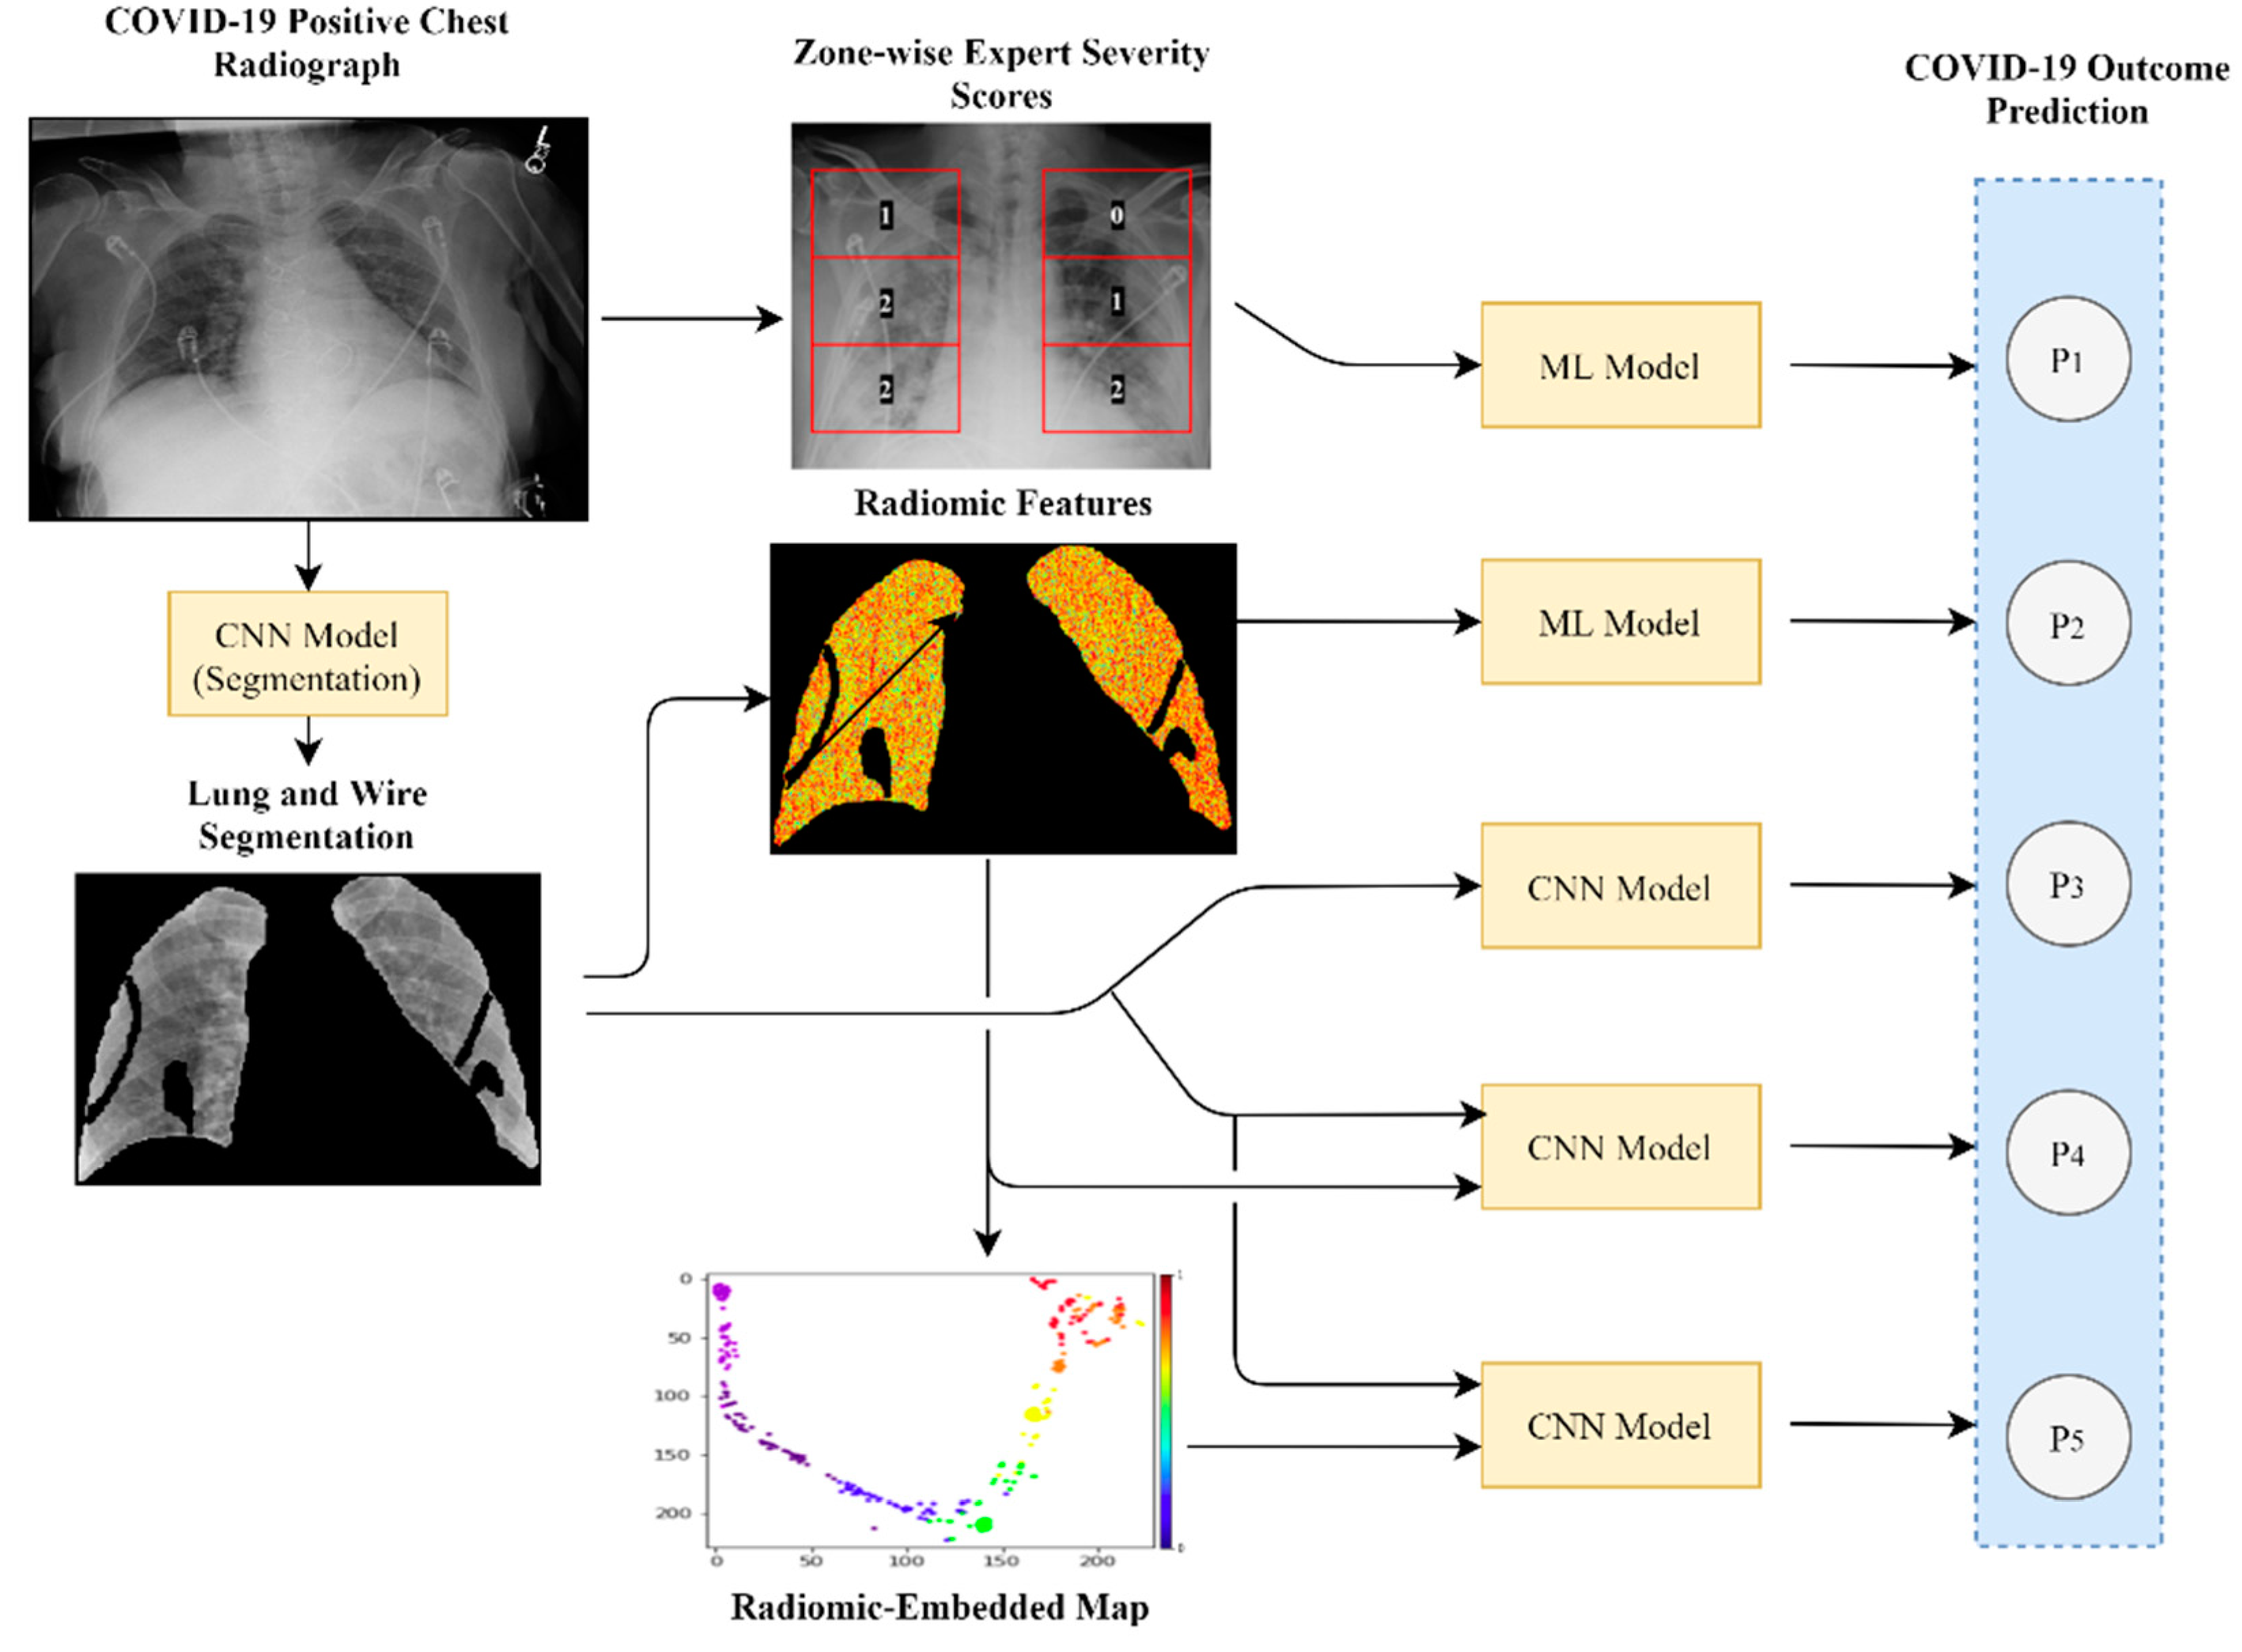 COVID-19 Positive Chest
Radiograph
L
Zone-wise Expert Severity
Scores
1
0
2
1
2
2
COVID-19 Outcome
Prediction
ML Model
P1
CNN Model
(Segmentation)
Radiomic Features
ML Model
P2
Lung and Wire
Segmentation
CNN Model
P3
CNN Model
P4
0
50
100
150
200
0
50
100
150
200
1
0
Radiomic-Embedded Map
CNN Model
P5